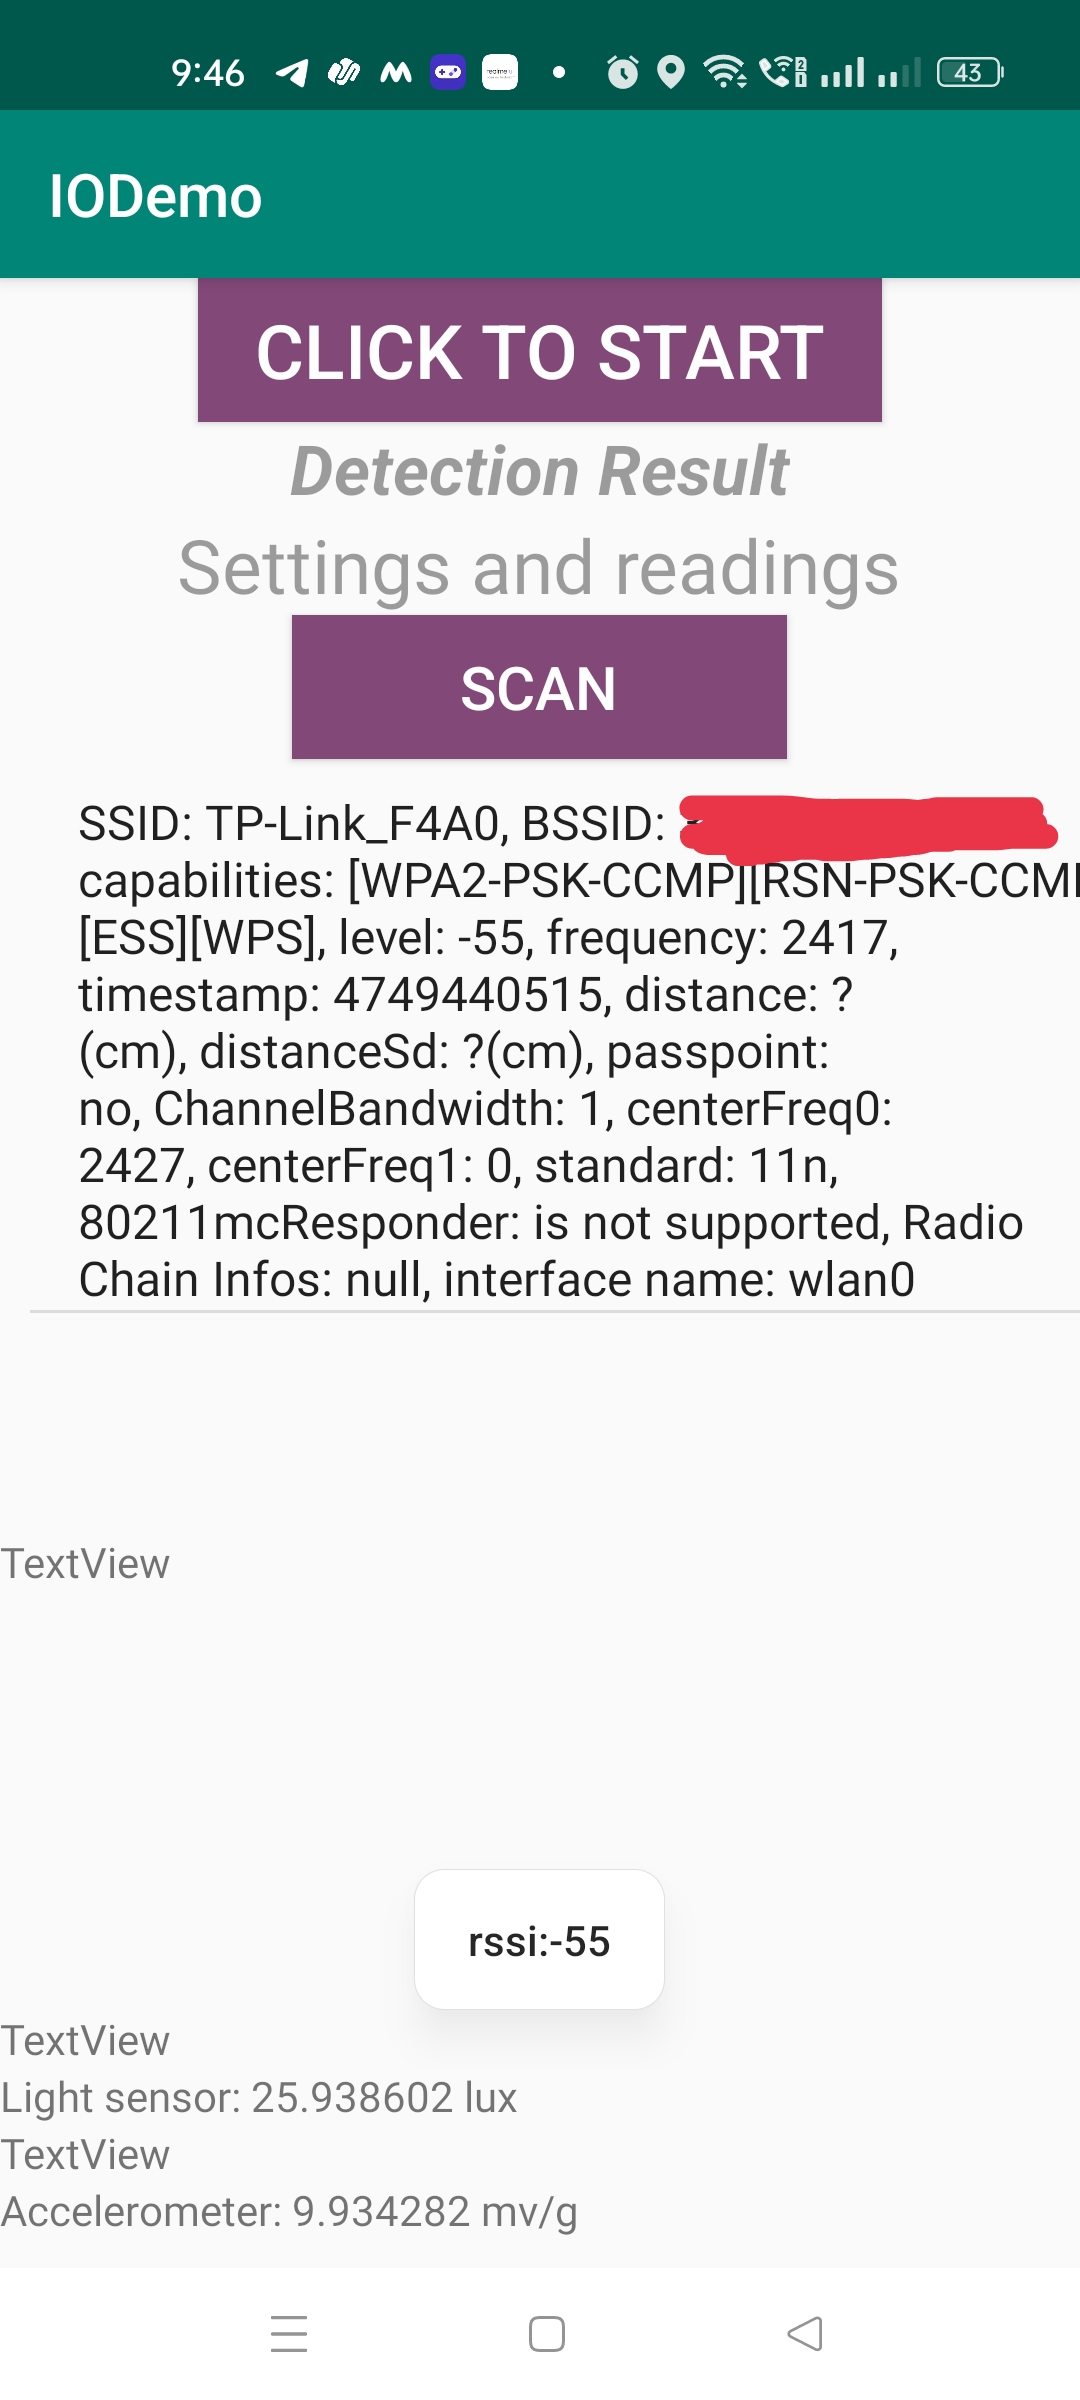 9:46
43
IODemo
CLICK TO START
Detection Result
Settings and readings
SCAN
SSID: TP-Link_F4A0, BSSID:
capabilities: [WPA2-PSK-CCMP][RSN-PSK-CCM
[ESS][WPS], level: -55, frequency: 2417,
timestamp: 4749440515, distance: ?
(cm), distanceSd: ?(cm), passpoint:
no, ChannelBandwidth: 1, centerFreq0:
2427, centerFreq1: 0, standard: 11n,
80211mcResponder: is not supported, Radio
Chain Infos: null, interface name: wlan0
TextView
rssi:-55
TextView
Light sensor: 25.938602 lux
TextView
Accelerometer: 9.934282 mv/g